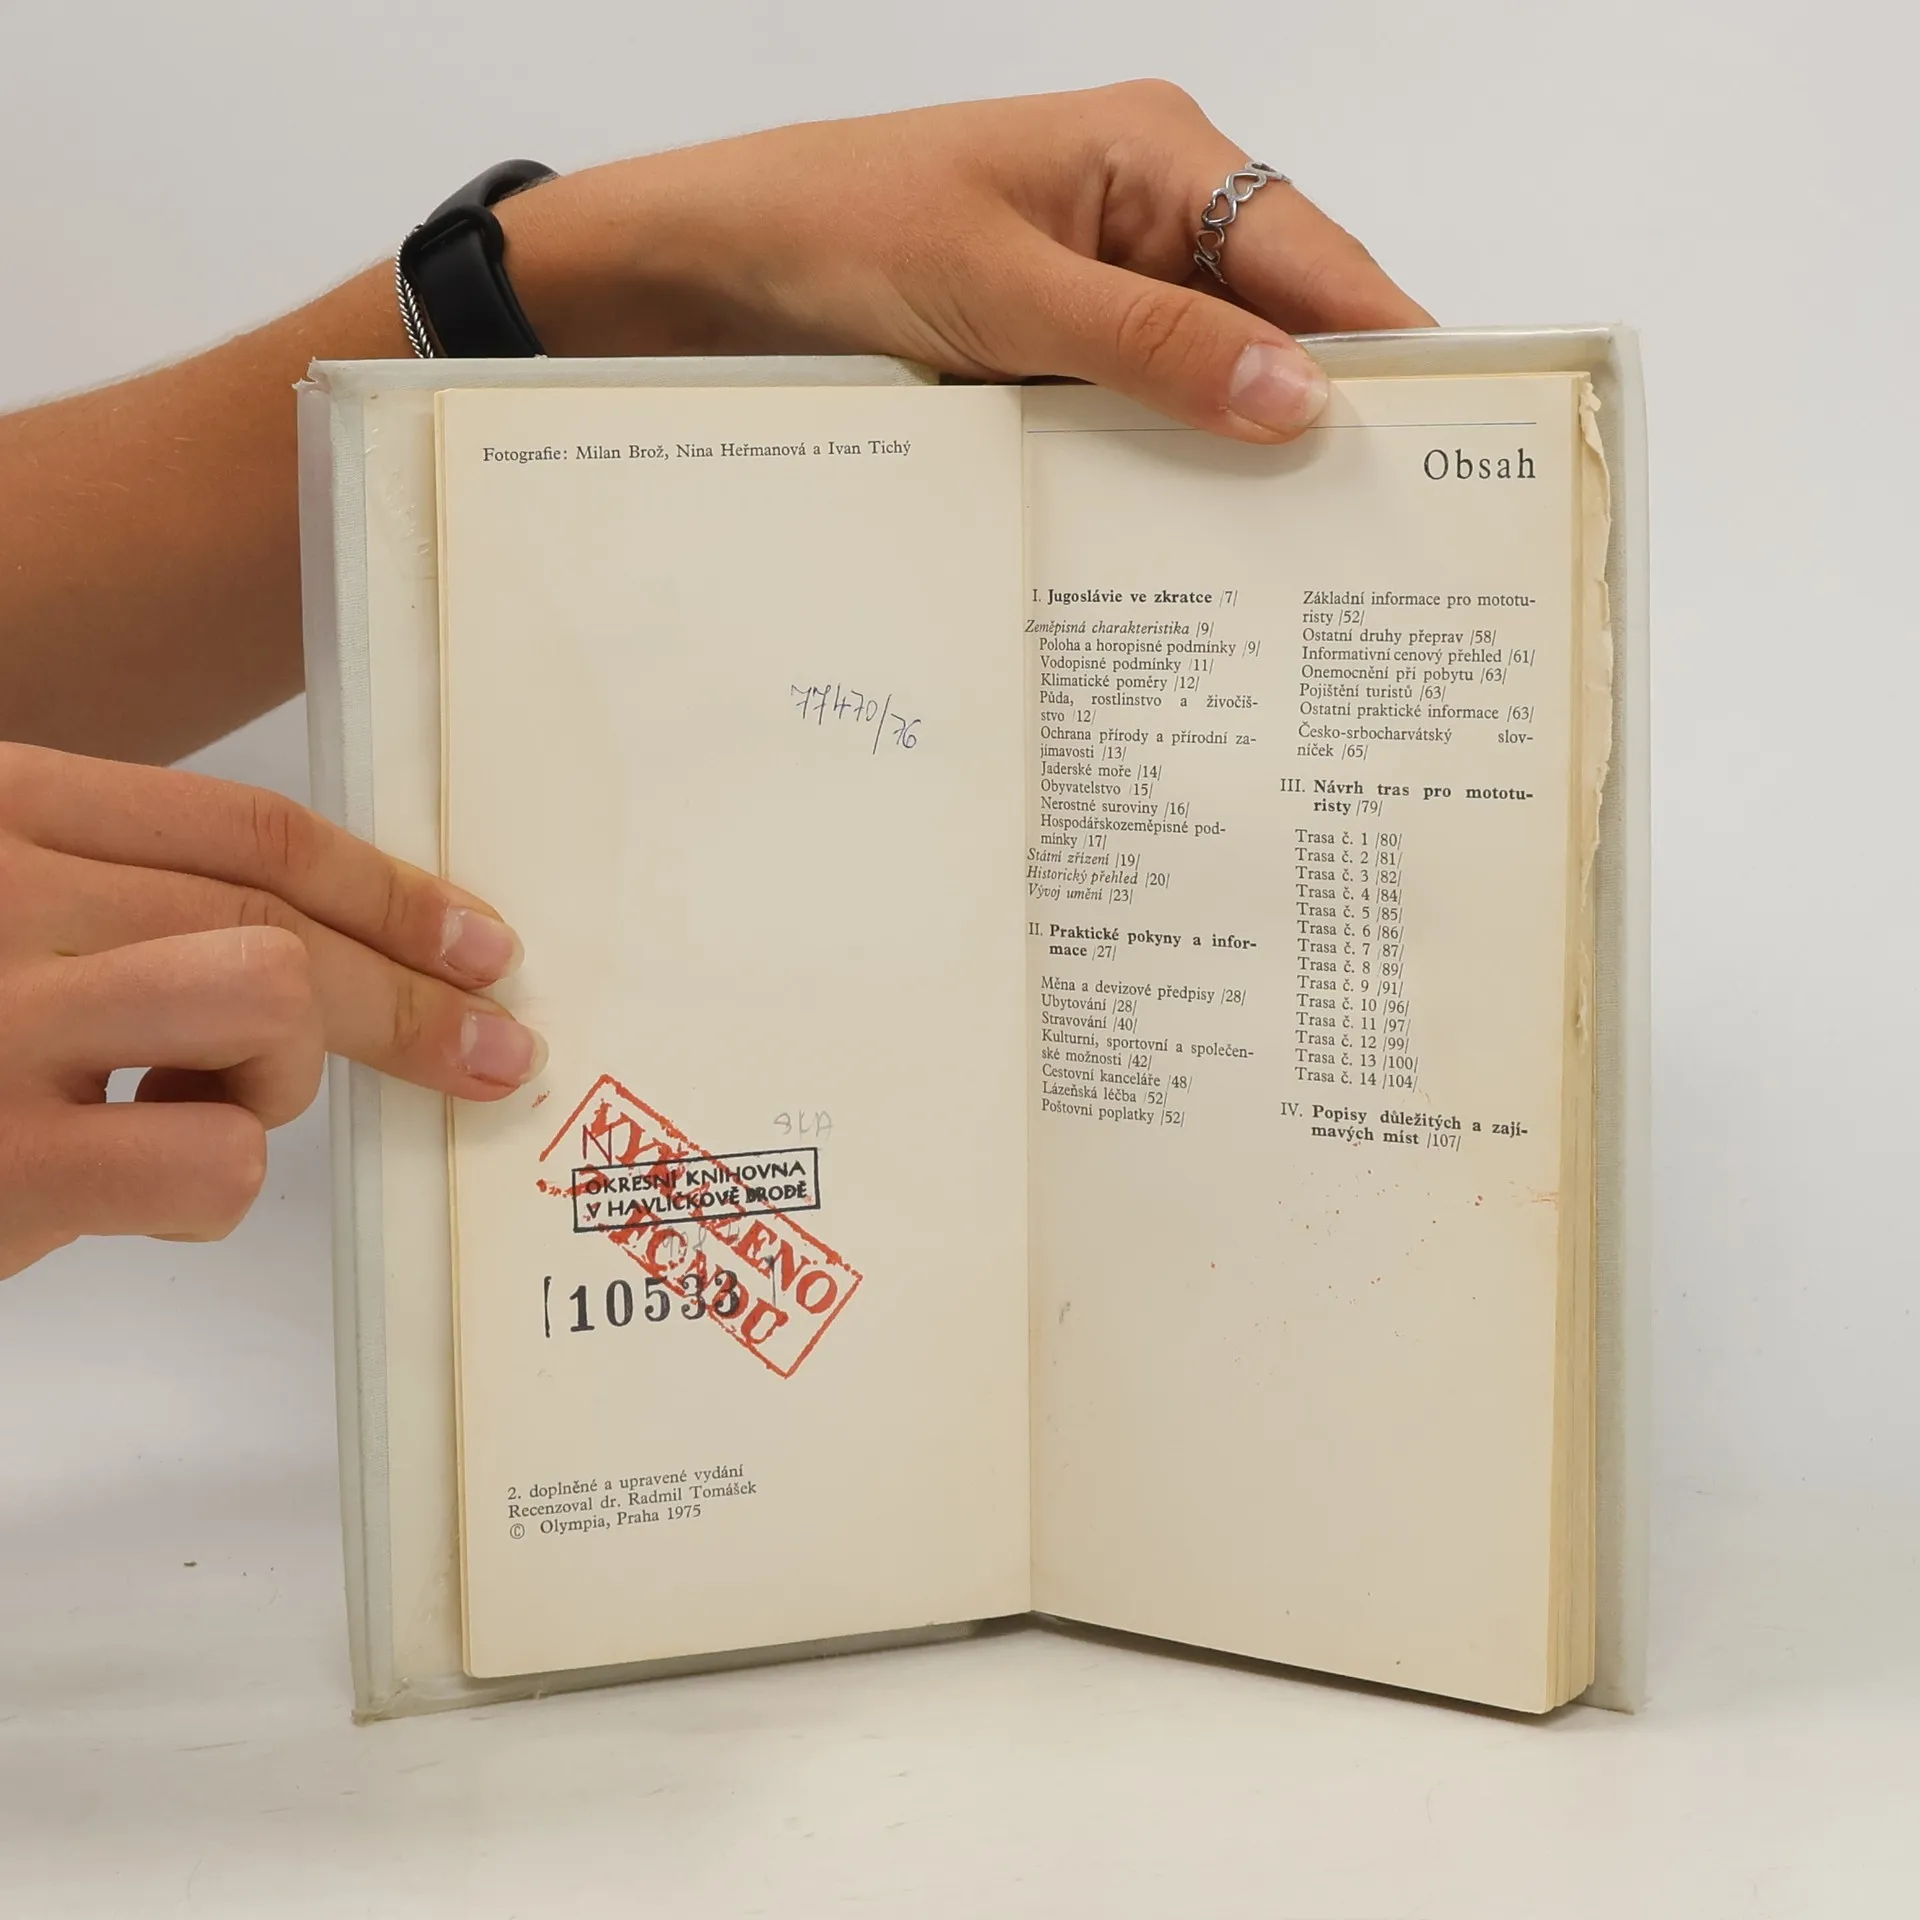 Fotografie: Milan Brož, Nina Heřmanová a Ivan Tichý
77470/76
SKA
VYŘAZENO
Z FONDU
OKRESNÍ KNIHOVNA
V HAVLÍČKOVĚ BRODĚ
10533
2. doplněné a upravené vydání
Recenzoval dr. Radmil Tomášek
© Olympia, Praha 1975
Obsah
I. Jugoslávie ve zkratce /7/
Zeměpisná charakteristika /9/
Poloha a horopisné podmínky /9/
Vodopisné podmínky /11/
Klimatické poměry /12/
Půda, rostlinstvo a živočiš-
stvo /12/
Ochrana přírody a přírodní za-
jímavosti /13/
Jaderské moře /14/
Obyvatelstvo /15/
Nerostné suroviny /16/
Hospodářskozeměpisné pod-
mínky /17/
Státní zřízení /19/
Historický přehled /20/
Vývoj umění /23/
II. Praktické pokyny a infor-
mace /27/
Měna a devizové předpisy /28/
Ubytování /28/
Stravování /40/
Kulturní, sportovní a společen-
ské možnosti /42/
Cestovní kanceláře /48/
Lázeňská léčba /52/
Poštovní poplatky /52/
Základní informace pro mototu-
risty /52/
Ostatní druhy přeprav /58/
Informativní cenový přehled /61/
Onemocnění při pobytu /63/
Pojištění turistů /63/
Ostatní praktické informace /63/
Česko-srbocharvátský slov-
níček /65/
III. Návrh tras pro mototu-
risty /79/
Trasa č. 1 /80/
Trasa č. 2 /81/
Trasa č. 3 /82/
Trasa č. 4 /84/
Trasa č. 5 /85/
Trasa č. 6 /86/
Trasa č. 7 /87/
Trasa č. 8 /89/
Trasa č. 9 /91/
Trasa č. 10 /96/
Trasa č. 11 /97/
Trasa č. 12 /99/
Trasa č. 13 /100/
Trasa č. 14 /104/
IV. Popisy důležitých a zají-
mavých míst /107/